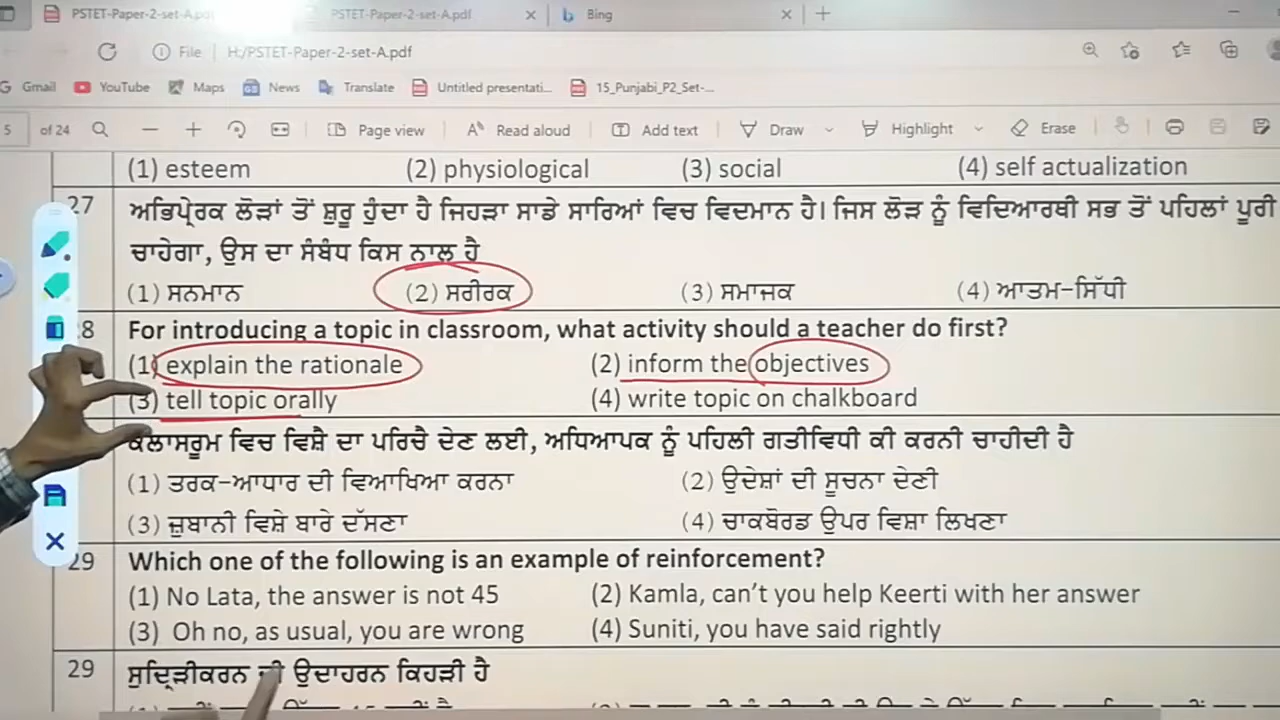 PSTET-Paper-2-set-A.pdf
PSTET-Paper-2-set-A.pdf
Bing
File H:/PSTET-Paper-2-set-A.pdf
Gmail YouTube Maps News Translate Untitled presentati... 15_Punjabi_P2_Set-...
5 of 24 Page view Read aloud Add text Draw Highlight Erase
(1) esteem (2) physiological (3) social (4) self actualization
27 ਅਭਿਪ੍ਰੇਰਕ ਲੋੜਾਂ ਤੋਂ ਸ਼ੁਰੂ ਹੁੰਦਾ ਹੈ ਜਿਹੜਾ ਸਾਡੇ ਸਾਰਿਆਂ ਵਿਚ ਵਿਦਮਾਨ ਹੈ। ਜਿਸ ਲੋੜ ਨੂੰ ਵਿਦਿਆਰਥੀ ਸਭ ਤੋਂ ਪਹਿਲਾਂ ਪੂਰੀ
ਚਾਹੇਗਾ, ਉਸ ਦਾ ਸੰਬੰਧ ਕਿਸ ਨਾਲ ਹੈ
(1) ਸਨਮਾਨ (2) ਸਰੀਰਕ (3) ਸਮਾਜਕ (4) ਆਤਮ-ਸਿੱਧੀ
28 For introducing a topic in classroom, what activity should a teacher do first?
(1) explain the rationale (2) inform the objectives
(3) tell topic orally (4) write topic on chalkboard
ਕਲਾਸਰੂਮ ਵਿਚ ਵਿਸ਼ੈ ਦਾ ਪਰਿਚੈ ਦੇਣ ਲਈ, ਅਧਿਆਪਕ ਨੂੰ ਪਹਿਲੀ ਗਤੀਵਿਧੀ ਕੀ ਕਰਨੀ ਚਾਹੀਦੀ ਹੈ
(1) ਤਰਕ-ਆਧਾਰ ਦੀ ਵਿਆਖਿਆ ਕਰਨਾ (2) ਉਦੇਸ਼ਾਂ ਦੀ ਸੂਚਨਾ ਦੇਣੀ
(3) ਜ਼ੁਬਾਨੀ ਵਿਸ਼ੇ ਬਾਰੇ ਦੱਸਣਾ (4) ਚਾਕਬੋਰਡ ਉਪਰ ਵਿਸ਼ਾ ਲਿਖਣਾ
29 Which one of the following is an example of reinforcement?
(1) No Lata, the answer is not 45 (2) Kamla, can't you help Keerti with her answer
(3) Oh no, as usual, you are wrong (4) Suniti, you have said rightly
29 ਸੁਦ੍ਰਿੜੀਕਰਨ ਦੀ ਉਦਾਹਰਨ ਕਿਹੜੀ ਹੈ